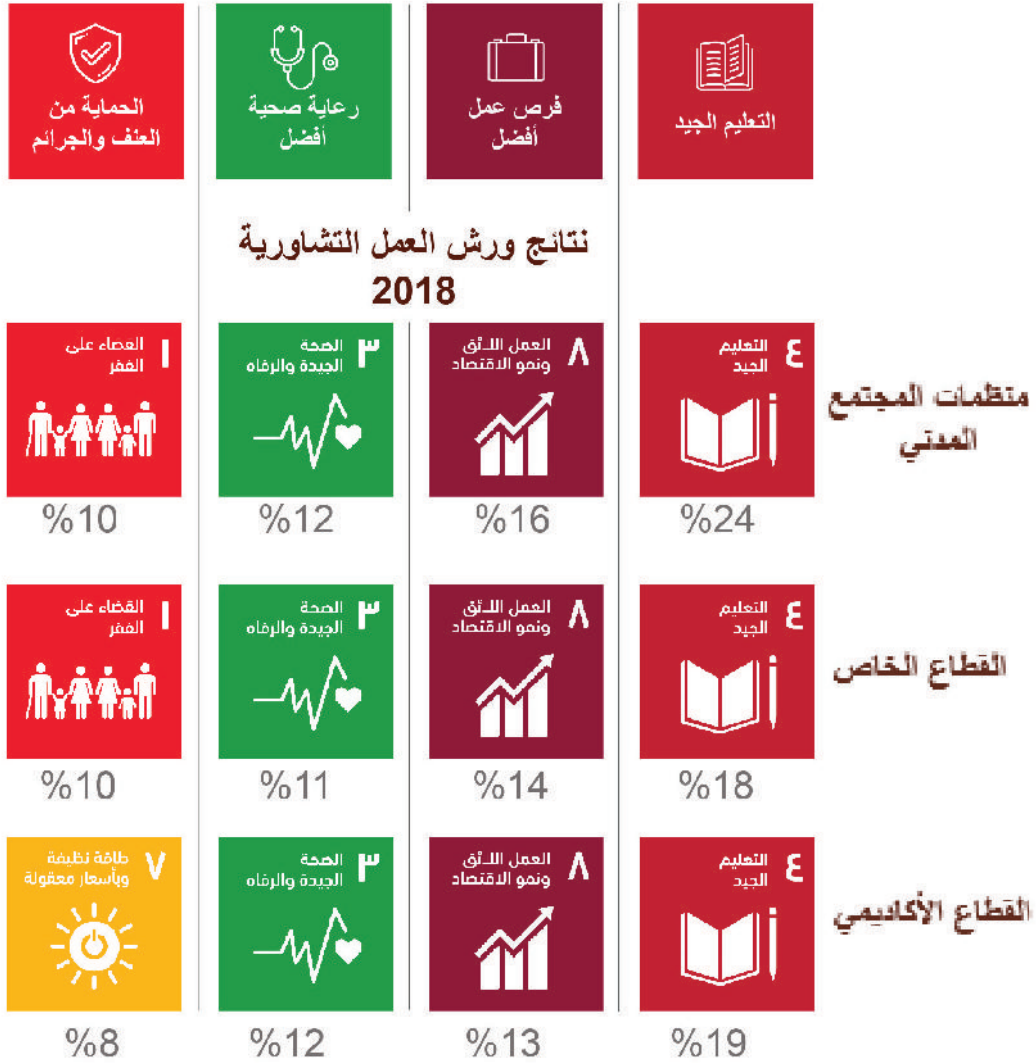 التعليم الجيد
فرص عمل
أفضل
رعاية صحية
أفضل
الحماية من
العنف والجرائم
نتائج ورش العمل التشاورية
2018
منظمات المجتمع
المدني
٤ التعليم
الجيد
%24
٨ العمل اللائق
ونمو الاقتصاد
%16
٣ الصحة
الجيدة والرفاه
%12
١ القضاء على
الفقر
%10
القطاع الخاص
٤ التعليم
الجيد
%18
٨ العمل اللائق
ونمو الاقتصاد
%14
٣ الصحة
الجيدة والرفاه
%11
١ القضاء على
الفقر
%10
القطاع الأكاديمي
٤ التعليم
الجيد
%19
٨ العمل اللائق
ونمو الاقتصاد
%13
٣ الصحة
الجيدة والرفاه
%12
٧ طاقة نظيفة
وبأسعار معقولة
%8